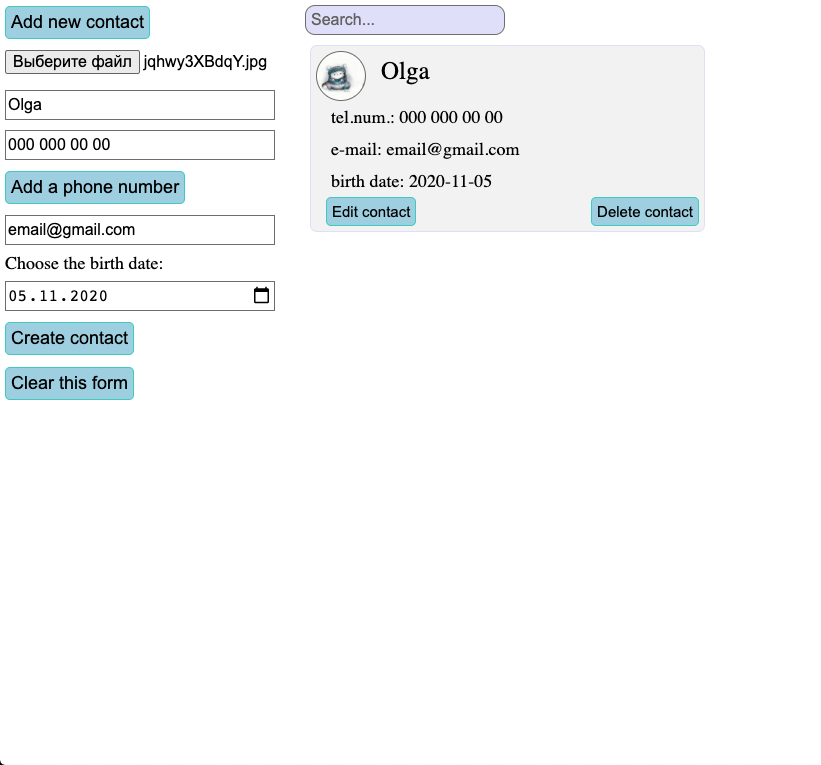 Add new contact
Выберите файл jqhwy3XBdqY.jpg
Olga
000 000 00 00
Add a phone number
email@gmail.com
Choose the birth date:
05.11.2020
Create contact
Clear this form
Search...
Olga
tel.num.: 000 000 00 00
e-mail: email@gmail.com
birth date: 2020-11-05
Edit contact Delete contact